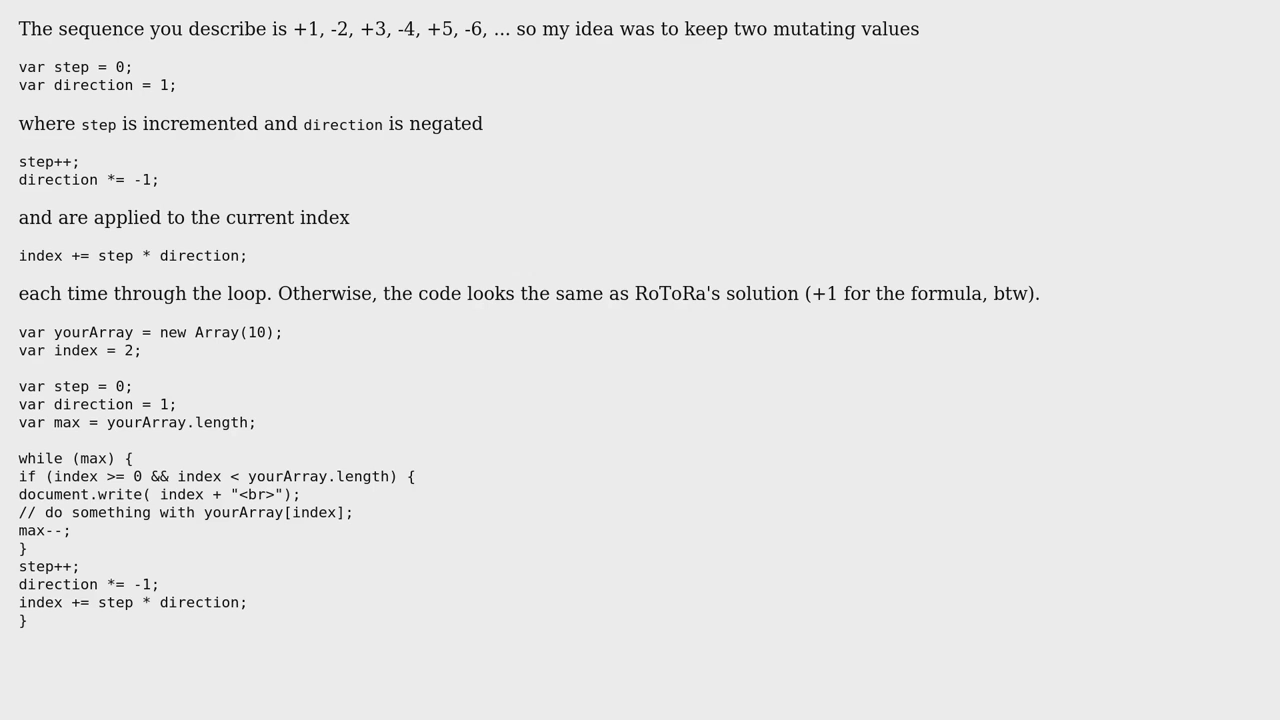 The sequence you describe is +1, -2, +3, -4, +5, -6, ... so my idea was to keep two mutating values
var step = 0;
var direction = 1;
where step is incremented and direction is negated
step++;
direction *= -1;
and are applied to the current index
index += step * direction;
each time through the loop. Otherwise, the code looks the same as RoToRa's solution (+1 for the formula, btw).
var yourArray = new Array(10);
var index = 2;
var step = 0;
var direction = 1;
var max = yourArray.length;
while (max) {
if (index >= 0 && index < yourArray.length) {
document.write( index + "<br>");
// do something with yourArray[index];
max--;
}
step++;
direction *= -1;
index += step * direction;
}